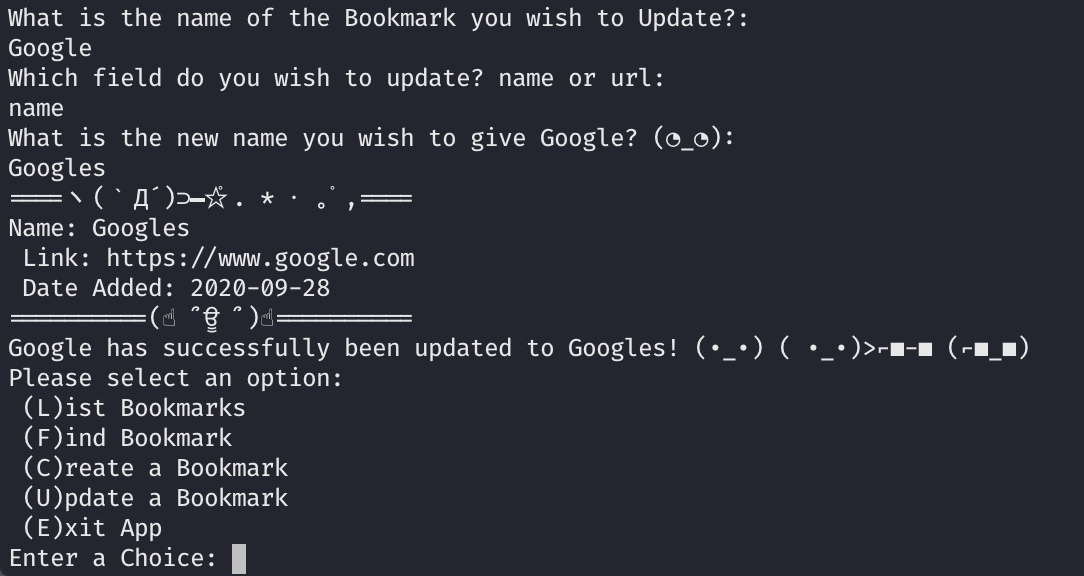 What is the name of the Bookmark you wish to Update?:
Google
Which field do you wish to update? name or url:
name
What is the new name you wish to give Google? (◔_◔):
Googles
════ヽ(｀Д´)⊃━☆ﾟ. * ･ ｡ﾟ,════
Name: Googles
 Link: https://www.google.com
 Date Added: 2020-09-28
═══════════(☝ ՞ਊ ՞)☝═══════════
Google has successfully been updated to Googles! (•_•) ( •_•)>⌐■-■ (⌐■_■)
Please select an option:
 (L)ist Bookmarks
 (F)ind Bookmark
 (C)reate a Bookmark
 (U)pdate a Bookmark
 (E)xit App
Enter a Choice: